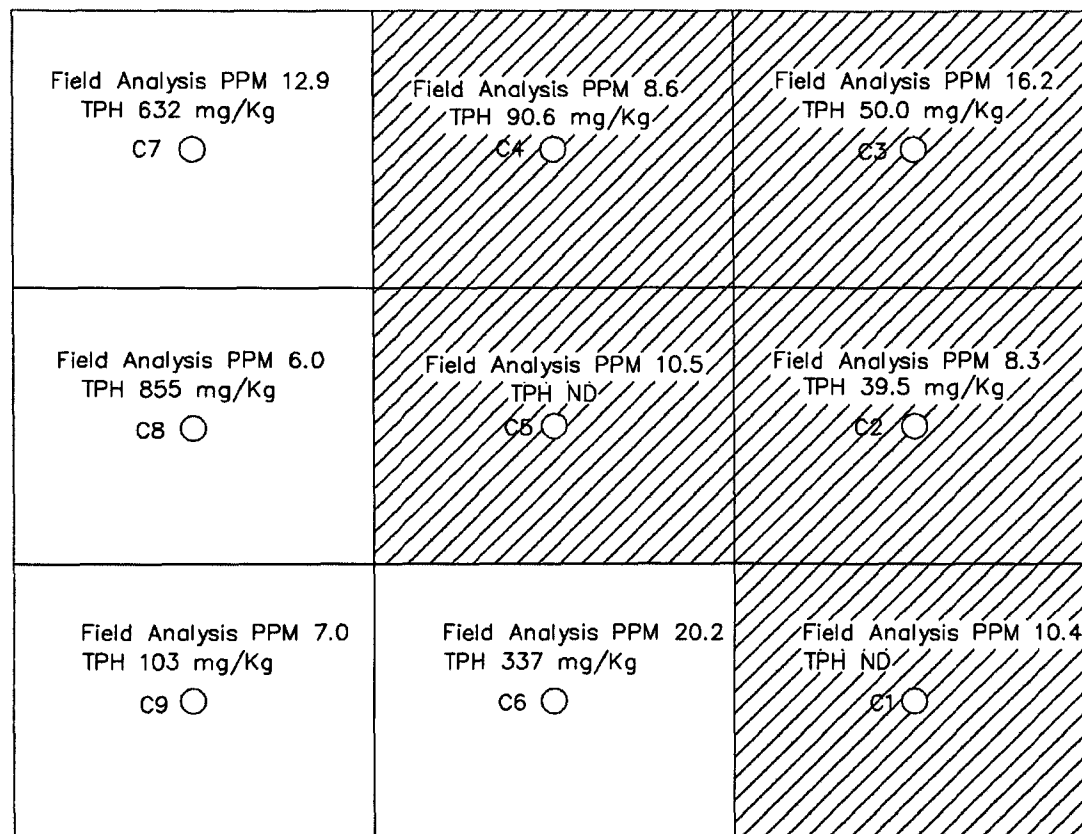 Field Analysis PPM 12.9
TPH 632 mg/Kg
C7
Field Analysis PPM 8.6
TPH 90.6 mg/Kg
C4
Field Analysis PPM 16.2
TPH 50.0 mg/Kg
C3
Field Analysis PPM 6.0
TPH 855 mg/Kg
C8
Field Analysis PPM 10.5
TPH ND
C5
Field Analysis PPM 8.3
TPH 39.5 mg/Kg
C2
Field Analysis PPM 7.0
TPH 103 mg/Kg
C9
Field Analysis PPM 20.2
TPH 337 mg/Kg
C6
Field Analysis PPM 10.4
TPH ND
C1